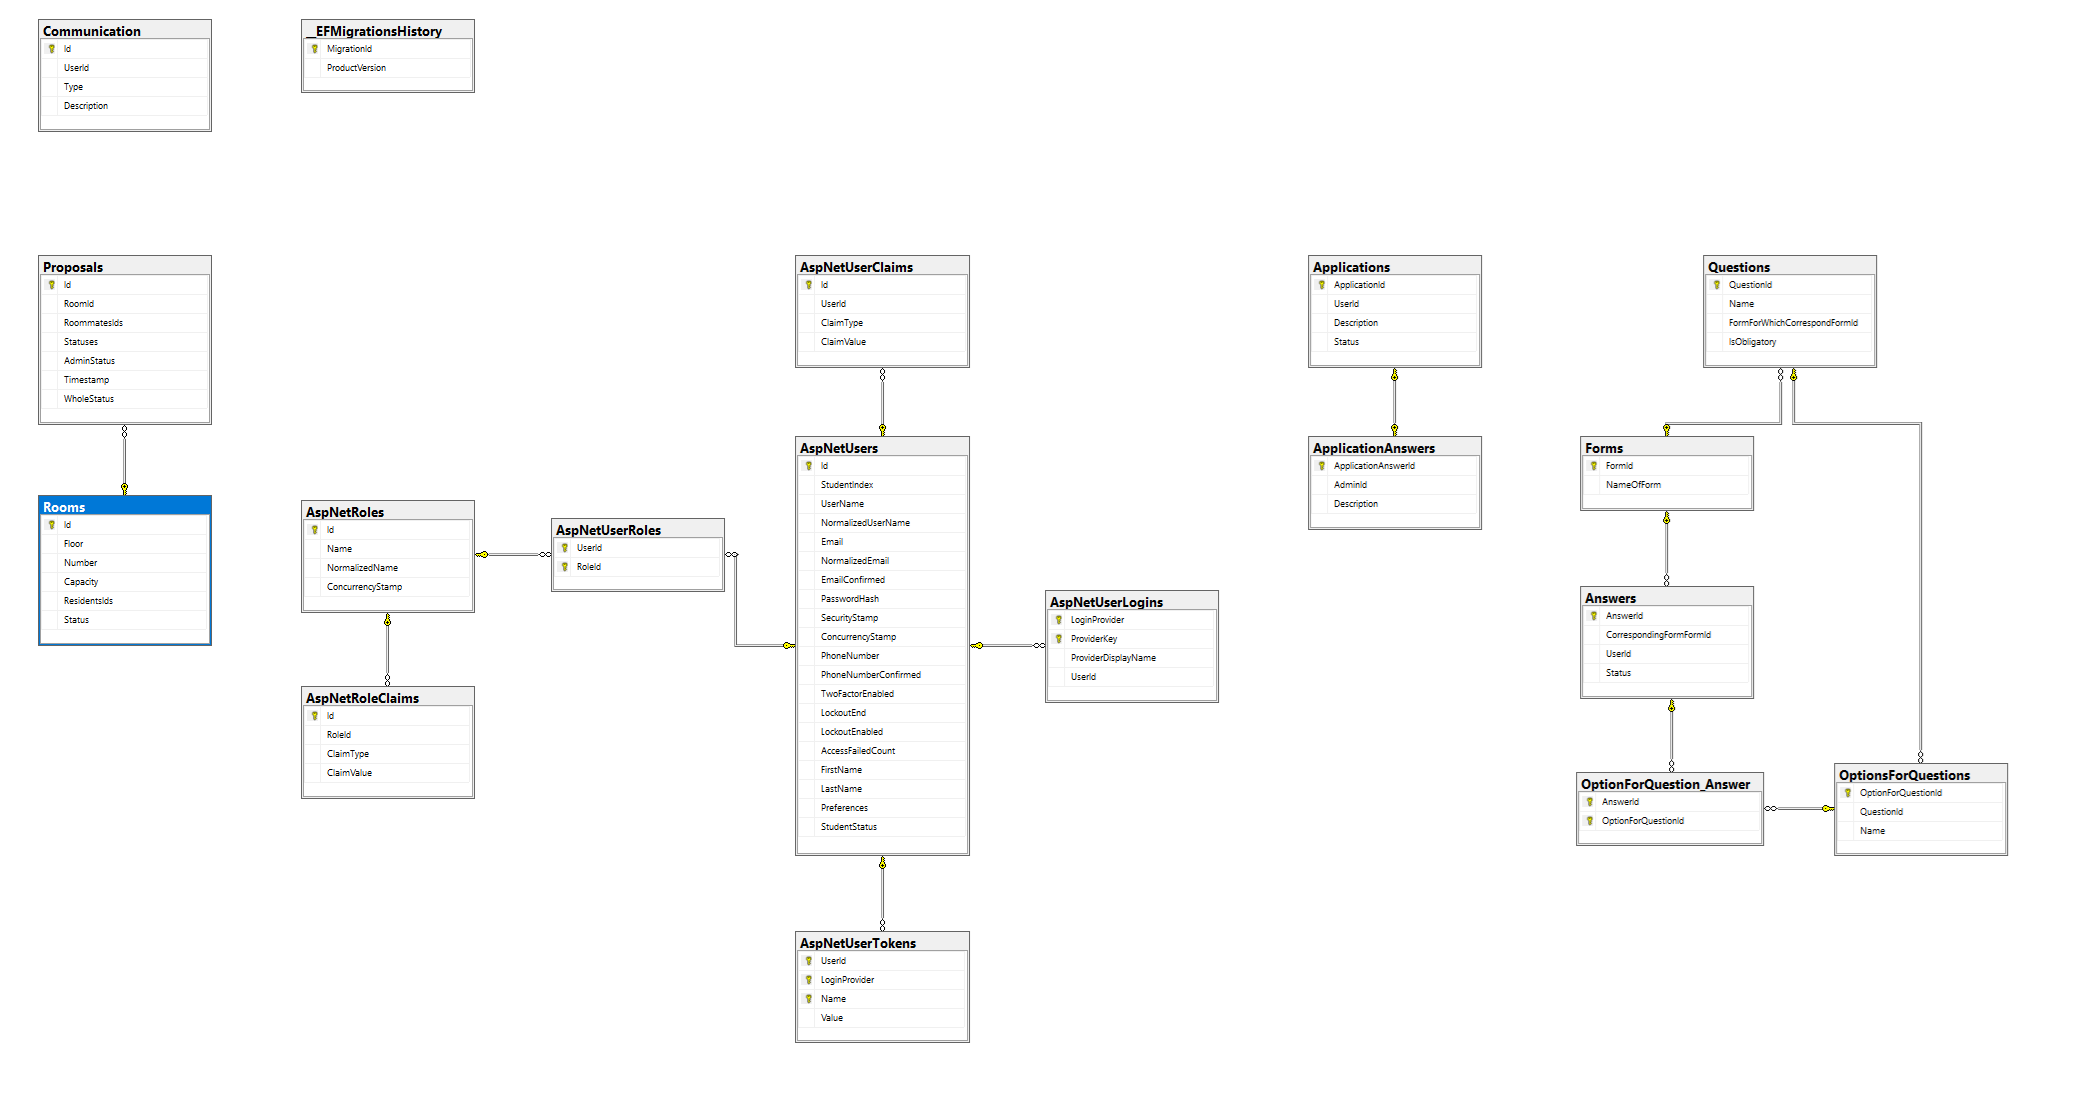 Communication
Id
UserId
Type
Description
__EFMigrationsHistory
MigrationId
ProductVersion
Proposals
Id
RoomId
RoommatesIds
Statuses
AdminStatus
Timestamp
WholeStatus
Rooms
Id
Floor
Number
Capacity
ResidentsIds
Status
AspNetRoles
Id
Name
NormalizedName
ConcurrencyStamp
AspNetRoleClaims
Id
RoleId
ClaimType
ClaimValue
AspNetUserRoles
UserId
RoleId
AspNetUserClaims
Id
UserId
ClaimType
ClaimValue
AspNetUsers
Id
StudentIndex
UserName
NormalizedUserName
Email
NormalizedEmail
EmailConfirmed
PasswordHash
SecurityStamp
ConcurrencyStamp
PhoneNumber
PhoneNumberConfirmed
TwoFactorEnabled
LockoutEnd
LockoutEnabled
AccessFailedCount
FirstName
LastName
Preferences
StudentStatus
AspNetUserTokens
UserId
LoginProvider
Name
Value
AspNetUserLogins
LoginProvider
ProviderKey
ProviderDisplayName
UserId
Applications
ApplicationId
UserId
Description
Status
ApplicationAnswers
ApplicationAnswerId
AdminId
Description
Questions
QuestionId
Name
FormForWhichCorrespondFormId
IsObligatory
Forms
FormId
NameOfForm
Answers
AnswerId
CorrespondingFormFormId
UserId
Status
OptionForQuestion_Answer
AnswerId
OptionForQuestionId
OptionsForQuestions
OptionForQuestionId
QuestionId
Name